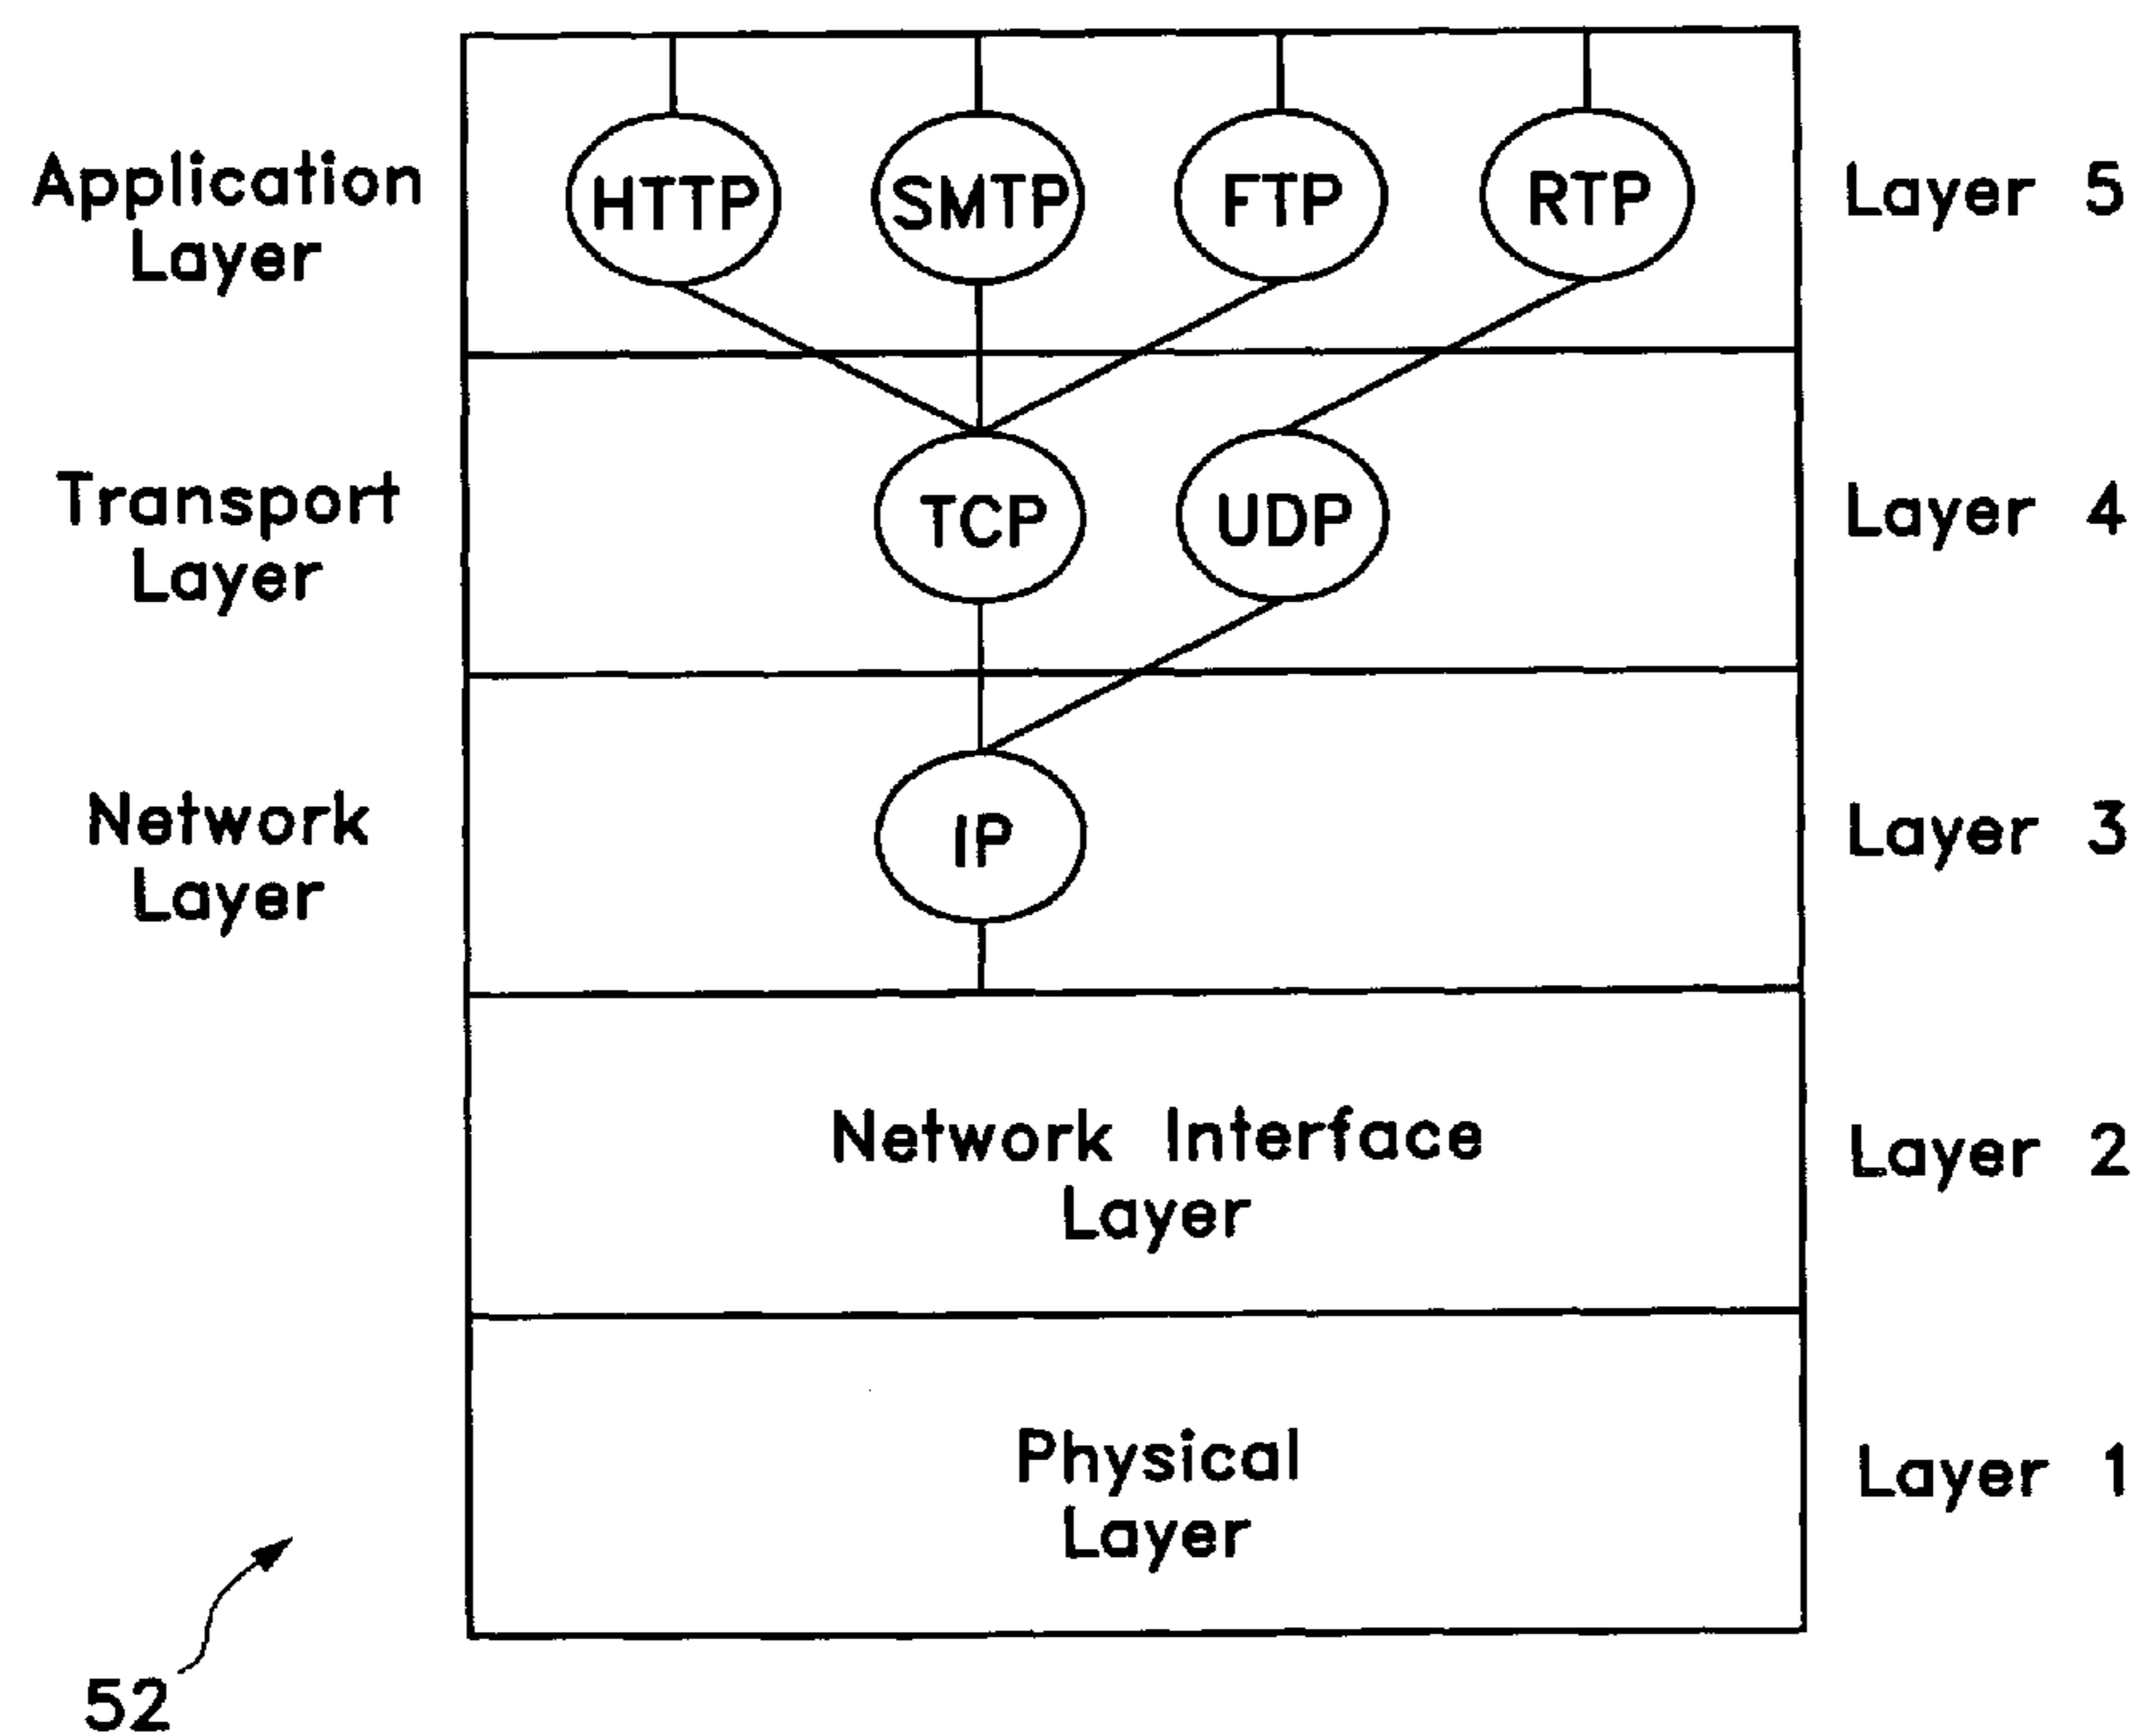 Application
Layer
HTTP
SMTP
FTP
RTP
Layer 5
Transport
Layer
TCP
UDP
Layer 4
Network
Layer
IP
Layer 3
Network Interface
Layer
Layer 2
Physical
Layer
Layer 1
52